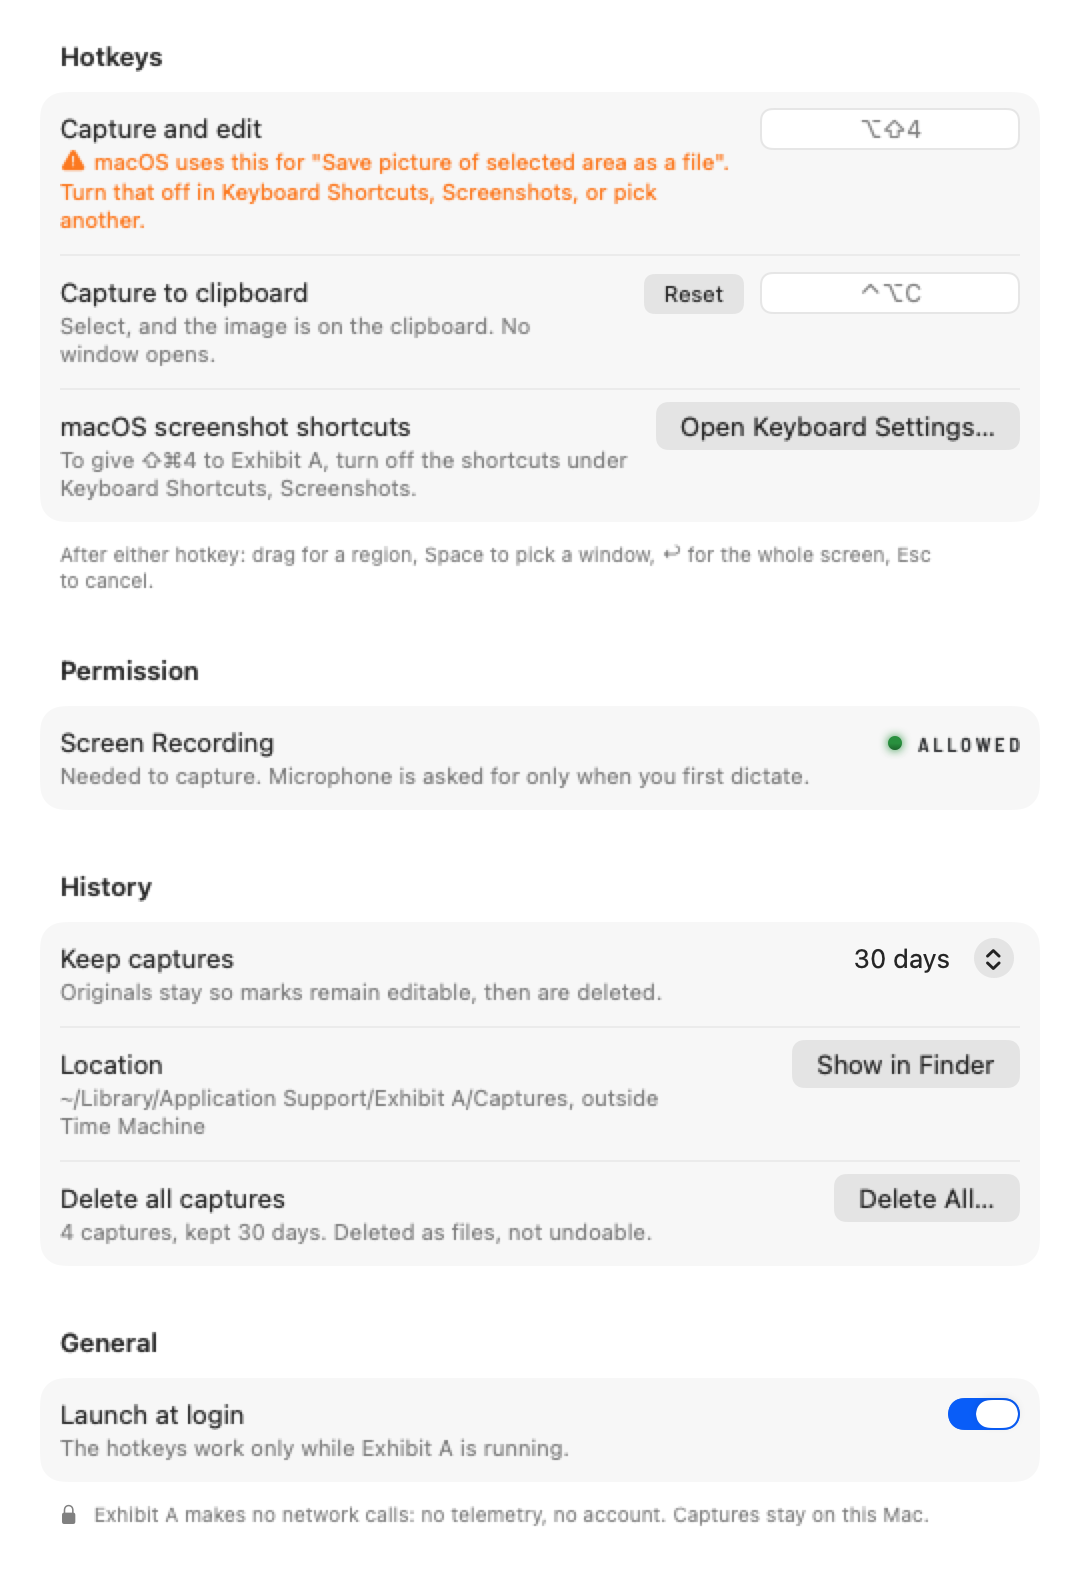 Hotkeys
Capture and edit
⌥⇧4
macOS uses this for "Save picture of selected area as a file".
Turn that off in Keyboard Shortcuts, Screenshots, or pick
another.
Capture to clipboard
Reset
⌃⌥C
Select, and the image is on the clipboard. No
window opens.
macOS screenshot shortcuts
Open Keyboard Settings...
To give ⇧⌘4 to Exhibit A, turn off the shortcuts under
Keyboard Shortcuts, Screenshots.
After either hotkey: drag for a region, Space to pick a window, ↩ for the whole screen, Esc
to cancel.
Permission
Screen Recording
ALLOWED
Needed to capture. Microphone is asked for only when you first dictate.
History
Keep captures
30 days
Originals stay so marks remain editable, then are deleted.
Location
Show in Finder
~/Library/Application Support/Exhibit A/Captures, outside
Time Machine
Delete all captures
Delete All...
4 captures, kept 30 days. Deleted as files, not undoable.
General
Launch at login
The hotkeys work only while Exhibit A is running.
Exhibit A makes no network calls: no telemetry, no account. Captures stay on this Mac.